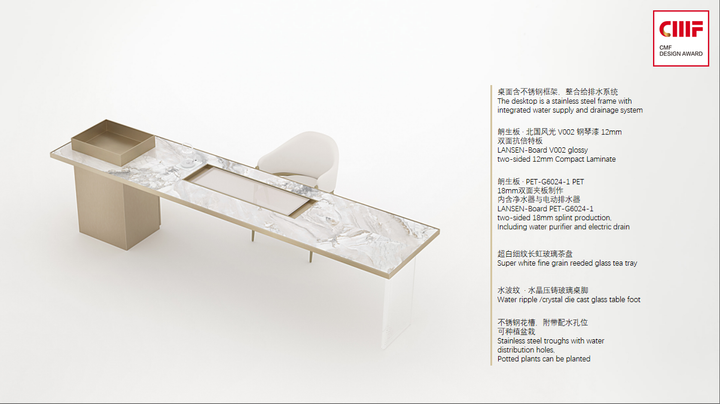 CMF
CMF
DESIGN AWARD
桌面含不锈钢框架，整合给排水系统
The desktop is a stainless steel frame with
integrated water supply and drainage system
朗生板 · 北国风光 V002 钢琴漆 12mm
双面抗倍特板
LANSEN-Board V002 glossy
two-sided 12mm Compact Laminate
朗生板 · PET-G6024-1 PET
18mm双面夹板制作
内含净水器与电动排水器
LANSEN-Board PET-G6024-1
two-sided 18mm splint production,
Including water purifier and electric drain
超白细纹长虹玻璃茶盘
Super white fine grain reeded glass tea tray
水波纹 · 水晶压铸玻璃桌脚
Water ripple /crystal die cast glass table foot
不锈钢花槽，附带配水孔位
可种植盆栽
Stainless steel troughs with water
distribution holes,
Potted plants can be planted